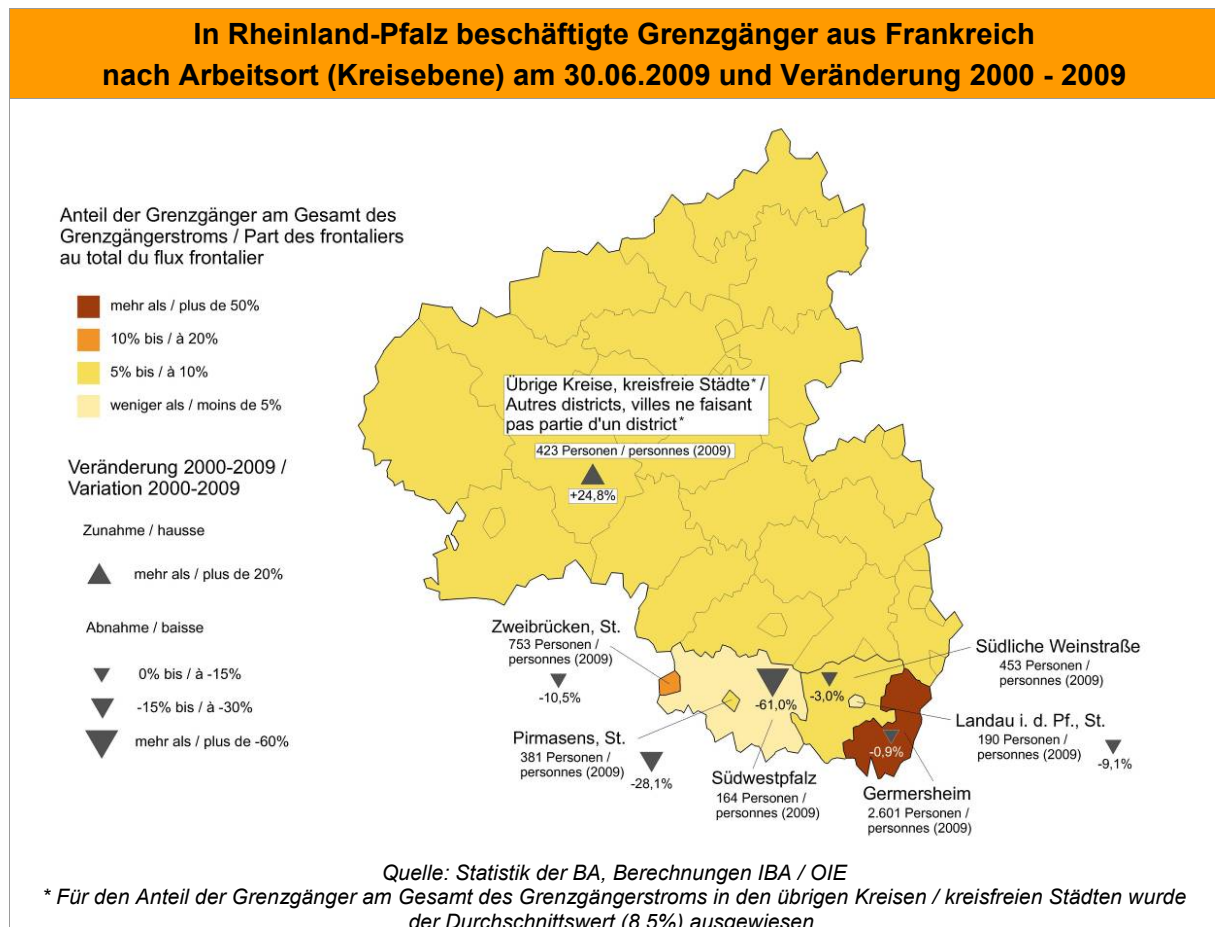 In Rheinland-Pfalz beschäftigte Grenzgänger aus Frankreich
nach Arbeitsort (Kreisebene) am 30.06.2009 und Veränderung 2000 - 2009
Anteil der Grenzgänger am Gesamt des
Grenzgängerstroms / Part des frontaliers
au total du flux frontalier
mehr als / plus de 50%
10% bis / à 20%
5% bis / à 10%
weniger als / moins de 5%
Veränderung 2000-2009 /
Variation 2000-2009
Zunahme / hausse
mehr als / plus de 20%
Abnahme / baisse
0% bis / à -15%
-15% bis / à -30%
mehr als / plus de -60%
Übrige Kreise, kreisfreie Städte* /
Autres districts, villes ne faisant
pas partie d'un district*
423 Personen / personnes (2009)
+24,8%
Zweibrücken, St.
753 Personen /
personnes (2009)
-10,5%
Pirmasens, St.
381 Personen /
personnes (2009)
-28,1%
Südwestpfalz
164 Personen /
personnes (2009)
-61,0%
Südliche Weinstraße
453 Personen /
personnes (2009)
-3,0%
Landau i. d. Pf., St.
190 Personen /
personnes (2009)
-9,1%
Germersheim
2.601 Personen /
personnes (2009)
-0,9%
Quelle: Statistik der BA, Berechnungen IBA / OIE
* Für den Anteil der Grenzgänger am Gesamt des Grenzgängerstroms in den übrigen Kreisen / kreisfreien Städten wurde
der Durchschnittswert (8,5%) ausgewiesen